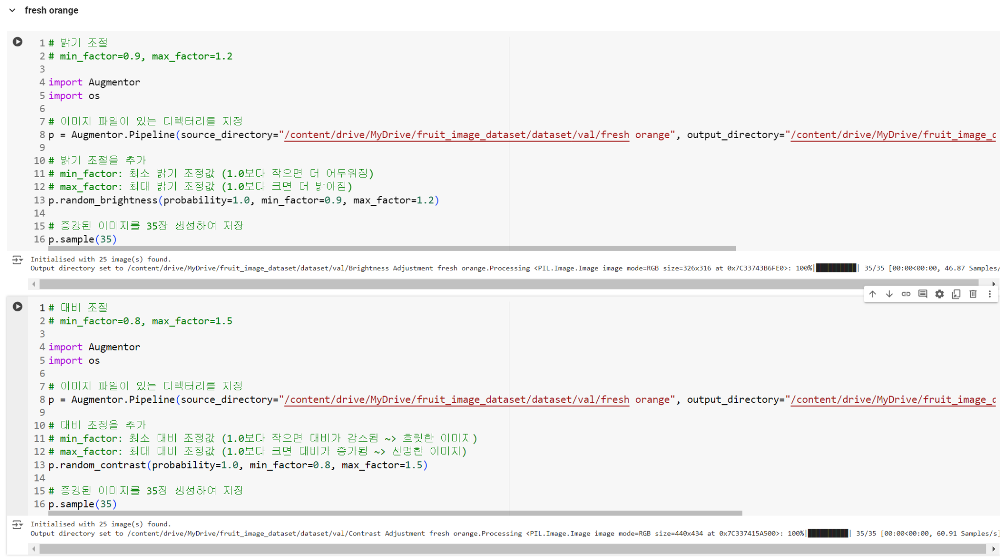 fresh orange
1 # 밝기 조절
2 # min_factor=0.9, max_factor=1.2
3
4 import Augmentor
5 import os
6
7 # 이미지 파일이 있는 디렉터리를 지정
8 p = Augmentor.Pipeline(source_directory="/content/drive/MyDrive/fruit_image_dataset/dataset/val/fresh orange", output_directory="/content/drive/MyDrive/fruit_image_
9
10 # 밝기 조절을 추가
11 # min_factor: 최소 밝기 조정값 (1.0보다 작으면 더 어두워짐)
12 # max_factor: 최대 밝기 조정값 (1.0보다 크면 더 밝아짐)
13 p.random_brightness(probability=1.0, min_factor=0.9, max_factor=1.2)
14
15 # 증강된 이미지를 35장 생성하여 저장
16 p.sample(35)
Initialised with 25 image(s) found.
Output directory set to /content/drive/MyDrive/fruit_image_dataset/dataset/val/Brightness Adjustment fresh orange.Processing <PIL.Image.Image image mode=RGB size=326x316 at 0x7C33743B6FE0>: 100%|██████████| 35/35 [00:00<00:00, 46.87 Samples/
1 # 대비 조절
2 # min_factor=0.8, max_factor=1.5
3
4 import Augmentor
5 import os
6
7 # 이미지 파일이 있는 디렉터리를 지정
8 p = Augmentor.Pipeline(source_directory="/content/drive/MyDrive/fruit_image_dataset/dataset/val/fresh orange", output_directory="/content/drive/MyDrive/fruit_image_
9
10 # 대비 조정을 추가
11 # min_factor: 최소 대비 조정값 (1.0보다 작으면 대비가 감소됨 ~> 흐릿한 이미지)
12 # max_factor: 최대 대비 조정값 (1.0보다 크면 대비가 증가됨 ~> 선명한 이미지)
13 p.random_contrast(probability=1.0, min_factor=0.8, max_factor=1.5)
14
15 # 증강된 이미지를 35장 생성하여 저장
16 p.sample(35)
Initialised with 25 image(s) found.
Output directory set to /content/drive/MyDrive/fruit_image_dataset/dataset/val/Contrast Adjustment fresh orange.Processing <PIL.Image.Image image mode=RGB size=440x434 at 0x7C337415A500>: 100%|██████████| 35/35 [00:00<00:00, 60.91 Samples/s]